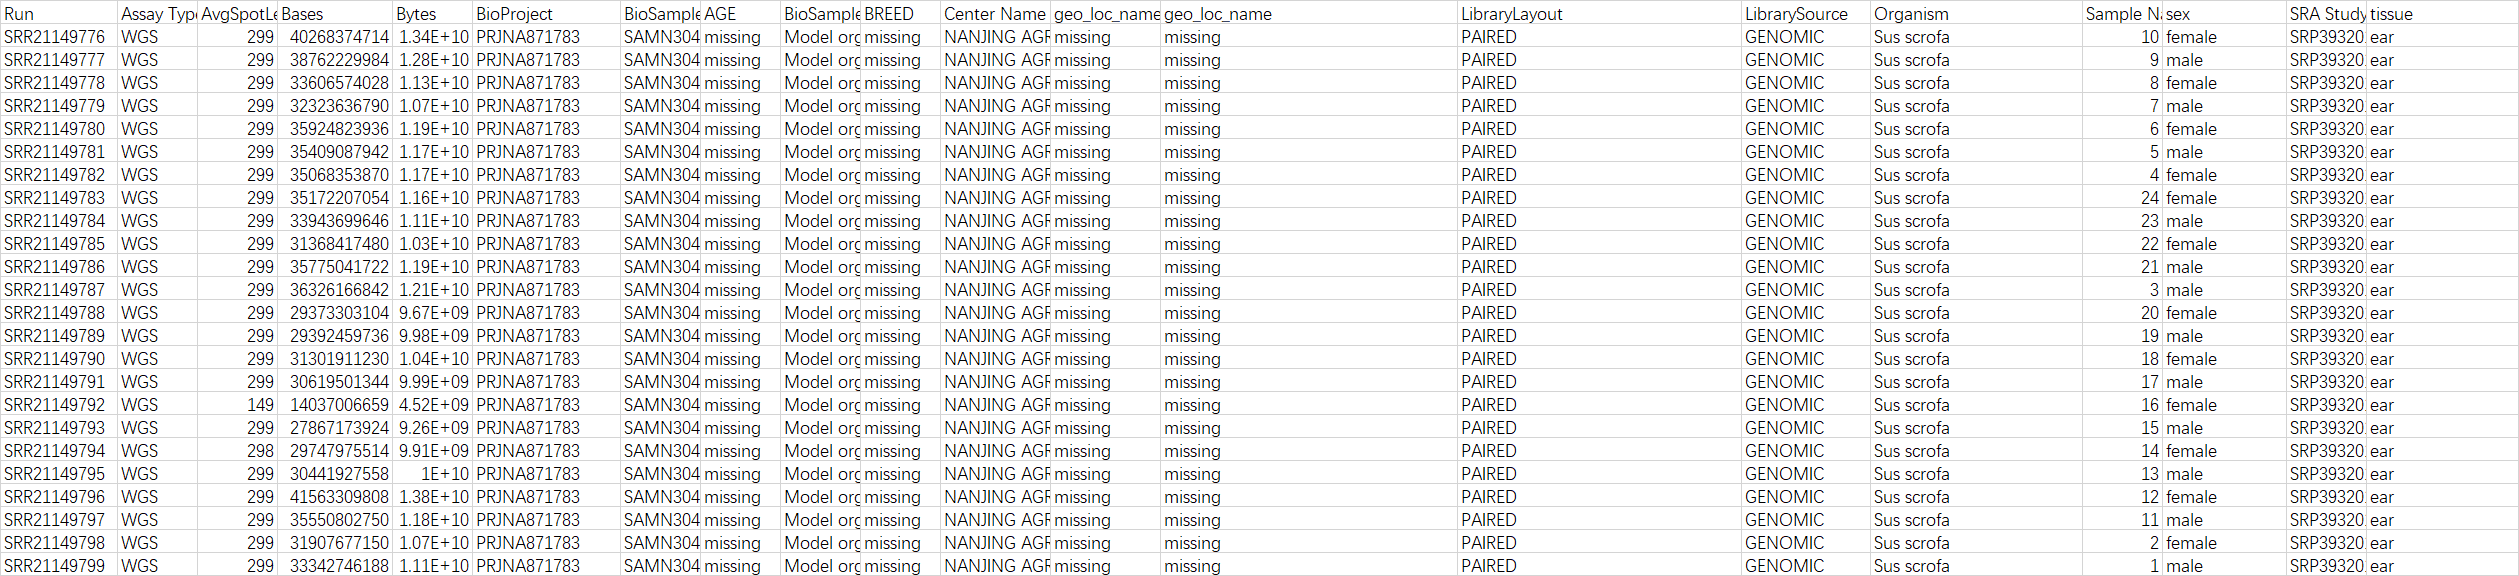 Run Assay Typ AvgSpotLe Bases Bytes BioProject BioSample AGE BioSample BREED Center Name geo_loc_name geo_loc_name LibraryLayout LibrarySource Organism Sample Na sex SRA Study tissue
SRR21149776 WGS 299 40268374714 1.34E+10 PRJNA871783 SAMN304 missing Model org missing NANJING AGR missing missing PAIRED GENOMIC Sus scrofa 10 female SRP39320 ear
SRR21149777 WGS 299 38762229984 1.28E+10 PRJNA871783 SAMN304 missing Model org missing NANJING AGR missing missing PAIRED GENOMIC Sus scrofa 9 male SRP39320 ear
SRR21149778 WGS 299 33606574028 1.13E+10 PRJNA871783 SAMN304 missing Model org missing NANJING AGR missing missing PAIRED GENOMIC Sus scrofa 8 female SRP39320 ear
SRR21149779 WGS 299 32323636790 1.07E+10 PRJNA871783 SAMN304 missing Model org missing NANJING AGR missing missing PAIRED GENOMIC Sus scrofa 7 male SRP39320 ear
SRR21149780 WGS 299 35924823936 1.19E+10 PRJNA871783 SAMN304 missing Model org missing NANJING AGR missing missing PAIRED GENOMIC Sus scrofa 6 female SRP39320 ear
SRR21149781 WGS 299 35409087942 1.17E+10 PRJNA871783 SAMN304 missing Model org missing NANJING AGR missing missing PAIRED GENOMIC Sus scrofa 5 male SRP39320 ear
SRR21149782 WGS 299 35068353870 1.17E+10 PRJNA871783 SAMN304 missing Model org missing NANJING AGR missing missing PAIRED GENOMIC Sus scrofa 4 female SRP39320 ear
SRR21149783 WGS 299 35172207054 1.16E+10 PRJNA871783 SAMN304 missing Model org missing NANJING AGR missing missing PAIRED GENOMIC Sus scrofa 24 female SRP39320 ear
SRR21149784 WGS 299 33943699646 1.11E+10 PRJNA871783 SAMN304 missing Model org missing NANJING AGR missing missing PAIRED GENOMIC Sus scrofa 23 male SRP39320 ear
SRR21149785 WGS 299 31368417480 1.03E+10 PRJNA871783 SAMN304 missing Model org missing NANJING AGR missing missing PAIRED GENOMIC Sus scrofa 22 female SRP39320 ear
SRR21149786 WGS 299 35775041722 1.19E+10 PRJNA871783 SAMN304 missing Model org missing NANJING AGR missing missing PAIRED GENOMIC Sus scrofa 21 male SRP39320 ear
SRR21149787 WGS 299 36326166842 1.21E+10 PRJNA871783 SAMN304 missing Model org missing NANJING AGR missing missing PAIRED GENOMIC Sus scrofa 3 male SRP39320 ear
SRR21149788 WGS 299 29373303104 9.67E+09 PRJNA871783 SAMN304 missing Model org missing NANJING AGR missing missing PAIRED GENOMIC Sus scrofa 20 female SRP39320 ear
SRR21149789 WGS 299 29392459736 9.98E+09 PRJNA871783 SAMN304 missing Model org missing NANJING AGR missing missing PAIRED GENOMIC Sus scrofa 19 male SRP39320 ear
SRR21149790 WGS 299 31301911230 1.04E+10 PRJNA871783 SAMN304 missing Model org missing NANJING AGR missing missing PAIRED GENOMIC Sus scrofa 18 female SRP39320 ear
SRR21149791 WGS 299 30619501344 9.99E+09 PRJNA871783 SAMN304 missing Model org missing NANJING AGR missing missing PAIRED GENOMIC Sus scrofa 17 male SRP39320 ear
SRR21149792 WGS 149 14037006659 4.52E+09 PRJNA871783 SAMN304 missing Model org missing NANJING AGR missing missing PAIRED GENOMIC Sus scrofa 16 female SRP39320 ear
SRR21149793 WGS 299 27867173924 9.26E+09 PRJNA871783 SAMN304 missing Model org missing NANJING AGR missing missing PAIRED GENOMIC Sus scrofa 15 male SRP39320 ear
SRR21149794 WGS 298 29747975514 9.91E+09 PRJNA871783 SAMN304 missing Model org missing NANJING AGR missing missing PAIRED GENOMIC Sus scrofa 14 female SRP39320 ear
SRR21149795 WGS 299 30441927558 1E+10 PRJNA871783 SAMN304 missing Model org missing NANJING AGR missing missing PAIRED GENOMIC Sus scrofa 13 male SRP39320 ear
SRR21149796 WGS 299 41563309808 1.38E+10 PRJNA871783 SAMN304 missing Model org missing NANJING AGR missing missing PAIRED GENOMIC Sus scrofa 12 female SRP39320 ear
SRR21149797 WGS 299 35550802750 1.18E+10 PRJNA871783 SAMN304 missing Model org missing NANJING AGR missing missing PAIRED GENOMIC Sus scrofa 11 male SRP39320 ear
SRR21149798 WGS 299 31907677150 1.07E+10 PRJNA871783 SAMN304 missing Model org missing NANJING AGR missing missing PAIRED GENOMIC Sus scrofa 2 female SRP39320 ear
SRR21149799 WGS 299 33342746188 1.11E+10 PRJNA871783 SAMN304 missing Model org missing NANJING AGR missing missing PAIRED GENOMIC Sus scrofa 1 male SRP39320 ear